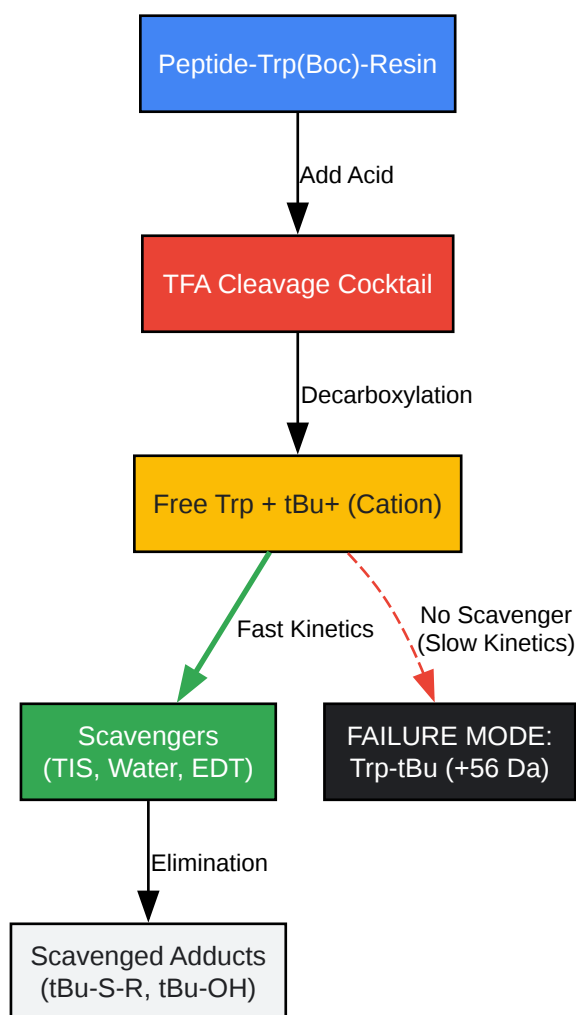 Peptide-Trp(Boc)-Resin
Add Acid
TFA Cleavage Cocktail
Decarboxylation
Free Trp + tBu+ (Cation)
Fast Kinetics
No Scavenger
(Slow Kinetics)
Scavengers
(TIS, Water, EDT)
FAILURE MODE:
Trp-tBu (+56 Da)
Elimination
Scavenged Adducts
(tBu-S-R, tBu-OH)